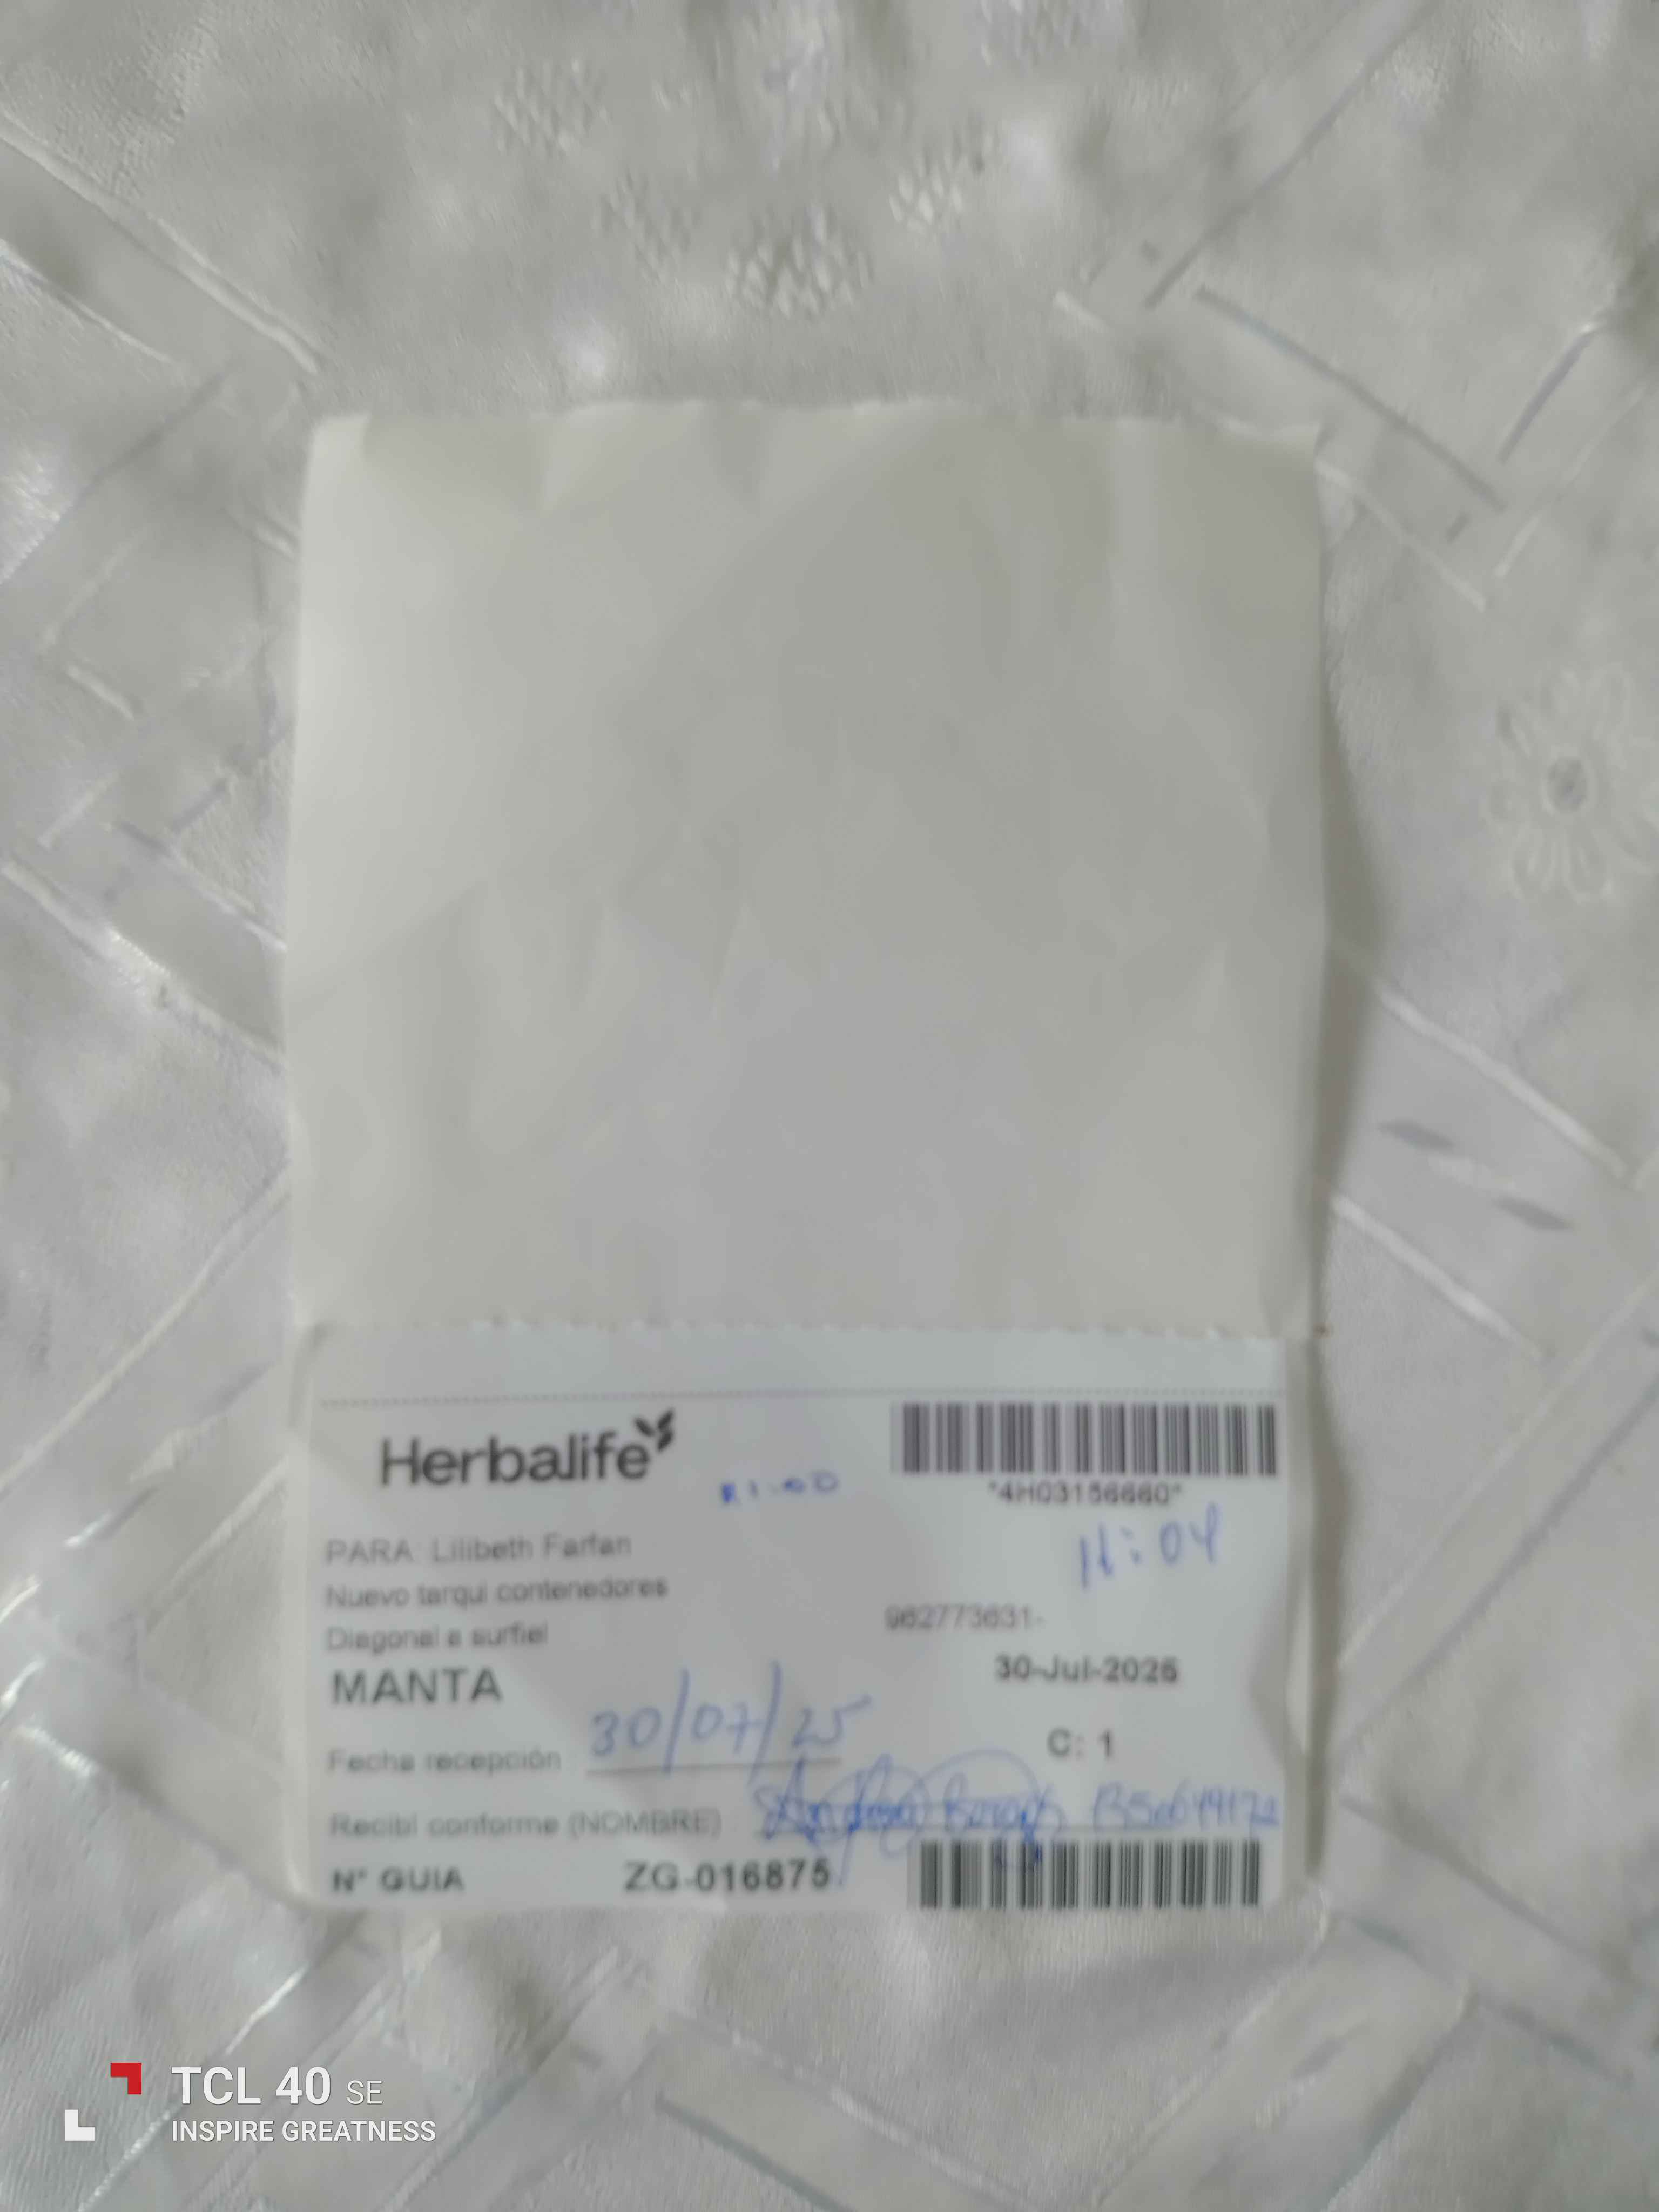 Herbalife
*4H03156660*
11:04
PARA: Lilibeth Farfan
Nuevo tarqui contenedores
962773631-
Diagonal a surfiel
30-Jul-2025
MANTA
30/07/25
C: 1
Fecha recepción
Recibí conforme (NOMBRE)
N° GUIA ZG-016875
TCL 40 SE
INSPIRE GREATNESS